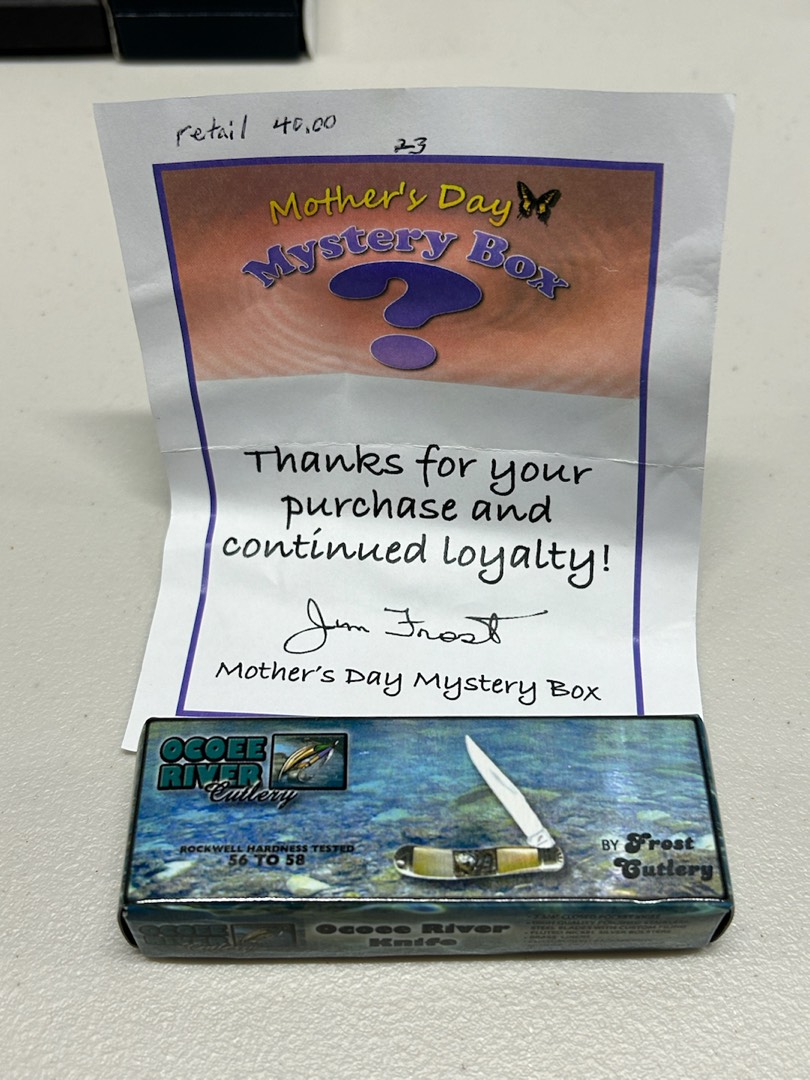 retail 40.00
23
Mother's Day
Mystery Box
?
Thanks for your
purchase and
continued loyalty!
Jim Frost
Mother's Day Mystery Box
OCOEE
RIVER
Cutlery
ROCKWELL HARDNESS TESTED
56 TO 58
BY Frost
Cutlery
Ocoee River
Knife